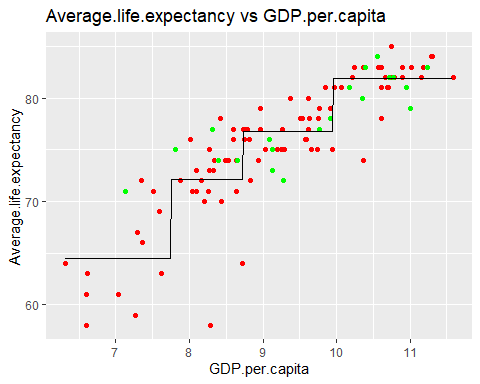 Average.life.expectancy vs GDP.per.capita
Average.life.expectancy
80
70
60
7 8 9 10 11
GDP.per.capita